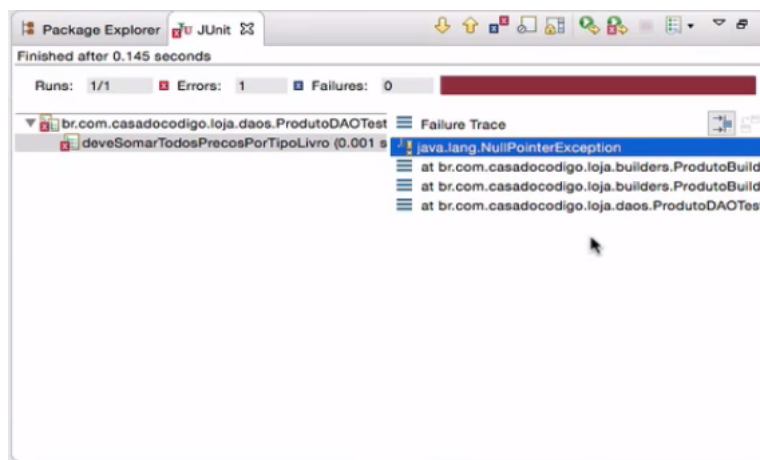 Package Explorer JUnit
Finished after 0.145 seconds
Runs: 1/1 Errors: 1 Failures: 0
br.com.casadocodigo.loja.daos.ProdutoDAOTest
deveSomarTodosPrecosPorTipoLivro (0.001 s
Failure Trace
java.lang.NullPointerException
at br.com.casadocodigo.loja.builders.ProdutoBuild
at br.com.casadocodigo.loja.builders.ProdutoBuild
at br.com.casadocodigo.loja.daos.ProdutoDAOTest